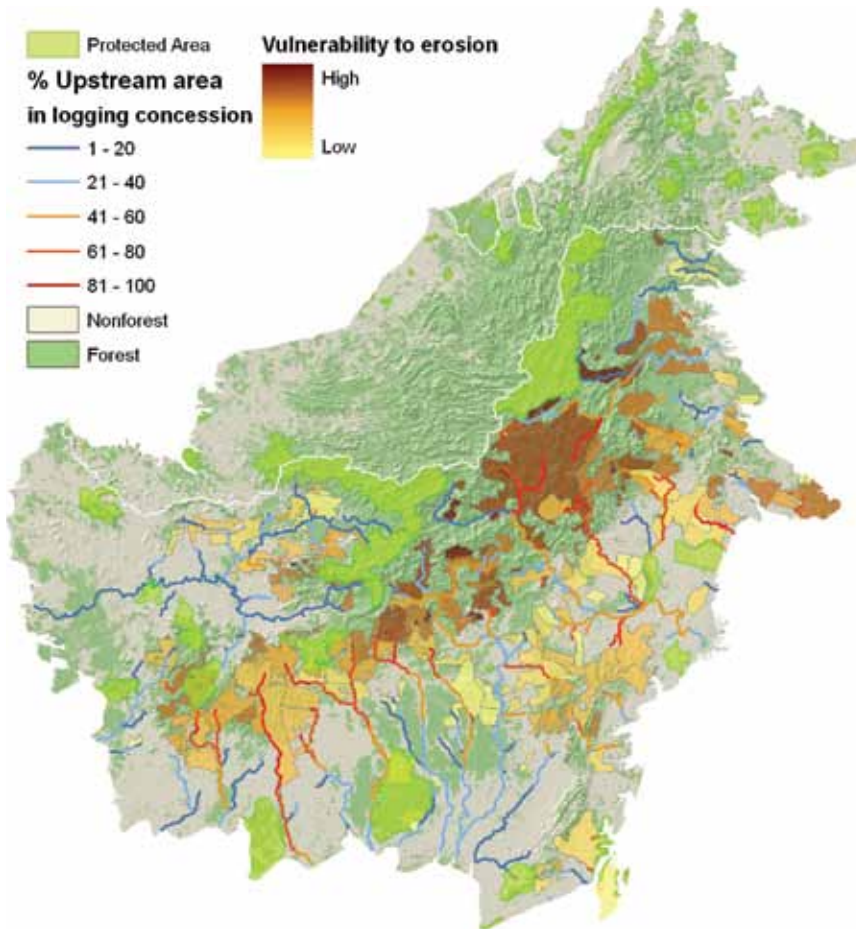 Protected Area
% Upstream area
in logging concession
1 - 20
21 - 40
41 - 60
61 - 80
81 - 100
Nonforest
Forest
Vulnerability to erosion
High
Low